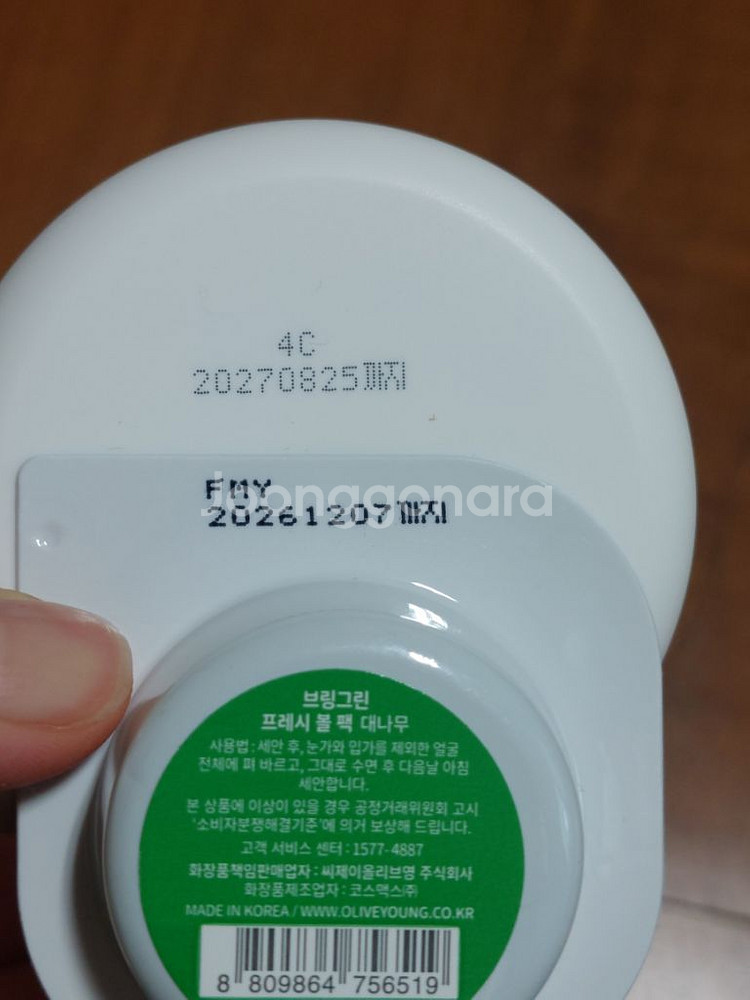 4C
20270825까지
joonggonara
FMY
20261207까지
브링그린
프레시 볼 팩 대나무
사용법 : 세안 후, 눈가와 입가를 제외한 얼굴
전체에 펴 바르고, 그대로 수면 후 다음날 아침
세안합니다.
본 상품에 이상이 있을 경우 공정거래위원회 고시
'소비자분쟁해결기준'에 의거 보상해 드립니다.
고객 서비스 센터 : 1577-4887
화장품책임판매업자 : 씨제이올리브영 주식회사
화장품제조업자 : 코스맥스㈜
MADE IN KOREA / WWW.OLIVEYOUNG.CO.KR
8 809864 756519